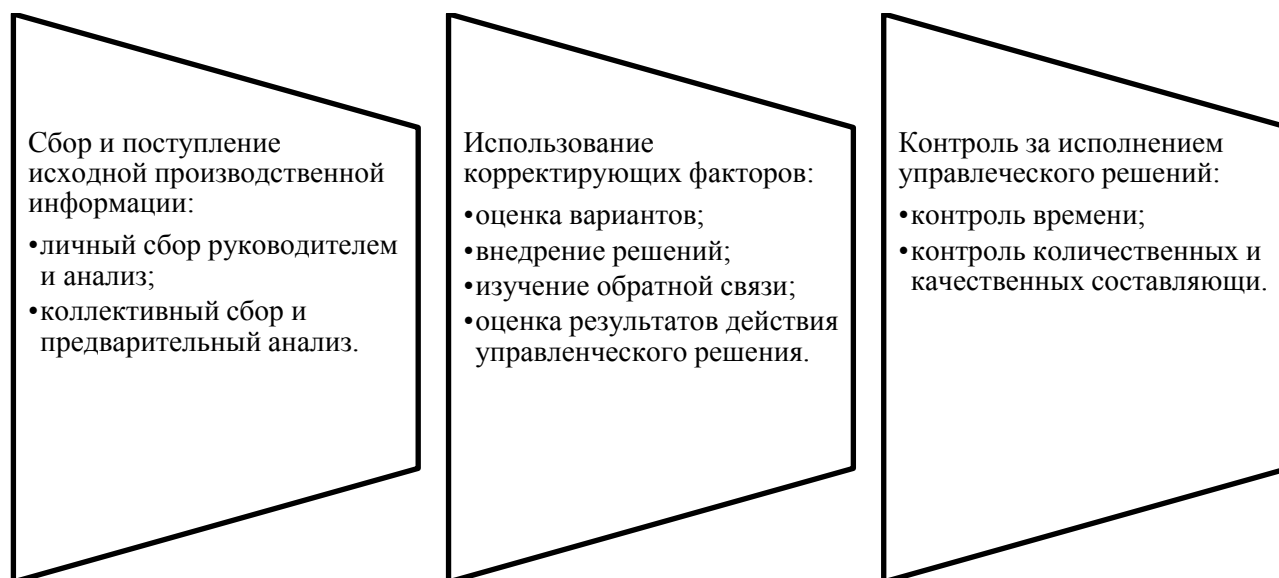 Сбор и поступление
исходной производственной
информации:
•личный сбор руководителем
и анализ;
•коллективный сбор и
предварительный анализ.
Использование
корректирующих факторов:
•оценка вариантов;
•внедрение решений;
•изучение обратной связи;
•оценка результатов действия
управленческого решения.
Контроль за исполнением
управлеческого решений:
•контроль времени;
•контроль количественных и
качественных составляющи.